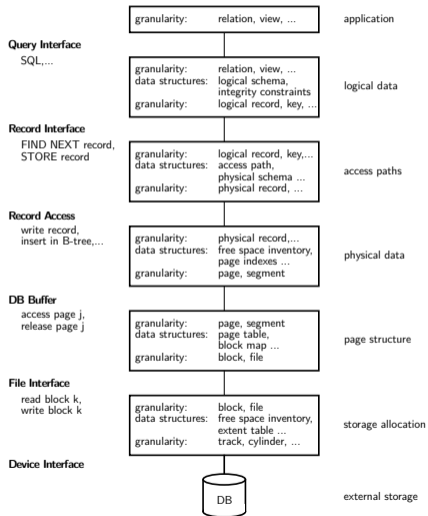 granularity: relation, view, ... application
Query Interface
SQL,...
granularity: relation, view, ...
data structures: logical schema,
integrity constraints
granularity: logical record, key, ...
logical data
Record Interface
FIND NEXT record,
STORE record
granularity: logical record, key,...
data structures: access path,
physical schema ...
granularity: physical record, ...
access paths
Record Access
write record,
insert in B-tree,...
granularity: physical record,...
data structures: free space inventory,
page indexes ...
granularity: page, segment
physical data
DB Buffer
access page j,
release page j
granularity: page, segment
data structures: page table,
block map ...
granularity: block, file
page structure
File Interface
read block k,
write block k
granularity: block, file
data structures: free space inventory,
extent table ...
granularity: track, cylinder, ...
storage allocation
Device Interface
DB
external storage